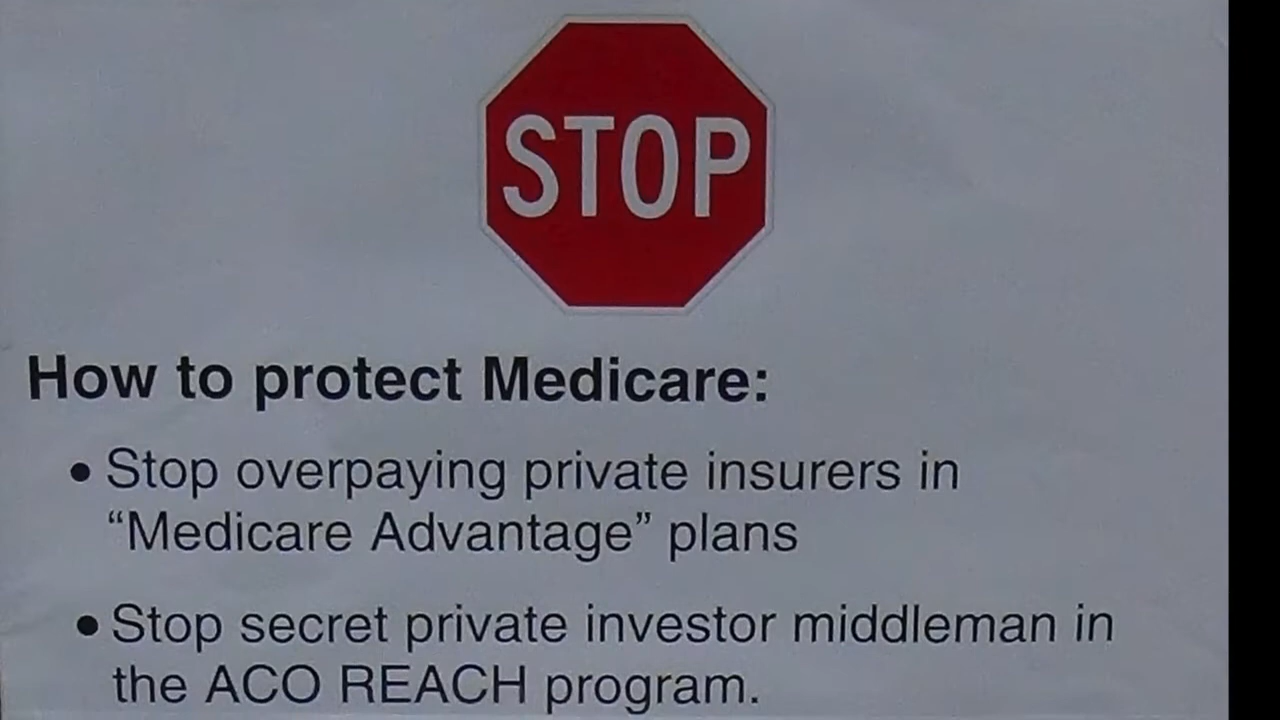 STOP
How to protect Medicare:
• Stop overpaying private insurers in
“Medicare Advantage” plans
• Stop secret private investor middleman in
the ACO REACH program.